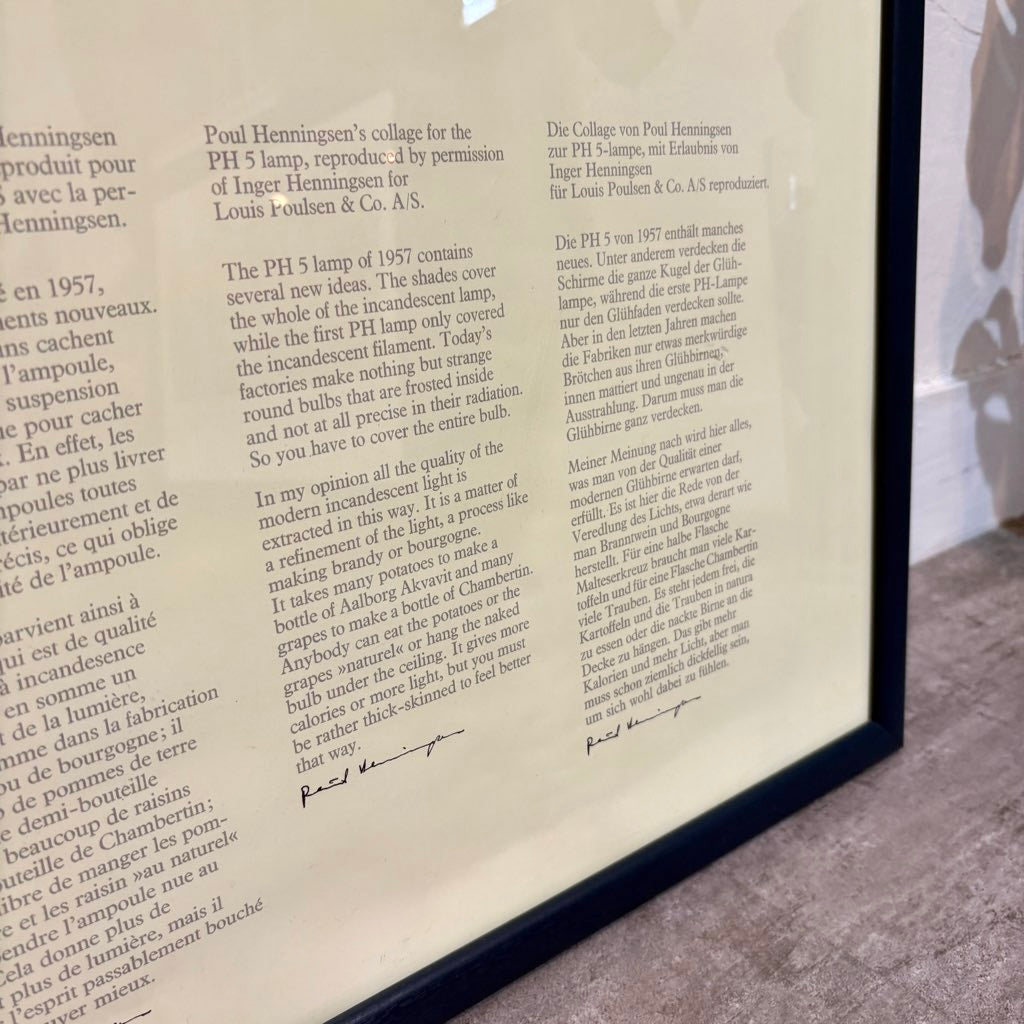 Henningsen
produit pour
S avec la per-
Henningsen.
é en 1957,
ments nouveaux.
ans cachent
l'ampoule,
suspension
ue pour cacher
. En effet, les
par ne plus livrer
mpoules toutes
térieurement et de
récis, ce qui oblige
ité de l'ampoule.
parvient ainsi à
qui est de qualité
à incandesence
en somme un
t de la lumière,
mme dans la fabrication
ou de bourgogne; il
de pommes de terre
e demi-bouteille
beaucoup de raisins
outeille de Chambertin;
libre de manger les pom-
e et les raisin »au naturel«
endre l'ampoule nue au
Cela donne plus de
t plus de lumière, mais il
l'esprit passablement bouché
uver mieux.
Poul Henningsen's collage for the
PH 5 lamp, reproduced by permission
of Inger Henningsen for
Louis Poulsen & Co. A/S.
The PH 5 lamp of 1957 contains
several new ideas. The shades cover
the whole of the incandescent lamp,
while the first PH lamp only covered
the incandescent filament. Today's
factories make nothing but strange
round bulbs that are frosted inside
and not at all precise in their radiation.
So you have to cover the entire bulb.
In my opinion all the quality of the
modern incandescent light is
extracted in this way. It is a matter of
a refinement of the light, a process like
making brandy or bourgogne.
It takes many potatoes to make a
bottle of Aalborg Akvavit and many
grapes to make a bottle of Chambertin.
Anybody can eat the potatoes or the
grapes »naturel« or hang the naked
bulb under the ceiling. It gives more
calories or more light, but you must
be rather thick-skinned to feel better
that way.
Poul Henningsen
Die Collage von Poul Henningsen
zur PH 5-lampe, mit Erlaubnis von
Inger Henningsen
für Louis Poulsen & Co. A/S reproduziert.
Die PH 5 von 1957 enthält manches
neues. Unter anderem verdecken die
Schirme die ganze Kugel der Glüh-
lampe, während die erste PH-Lampe
nur den Glühfaden verdecken sollte.
Aber in den letzten Jahren machen
die Fabriken nur etwas merkwürdige
Brötchen aus ihren Glühbirnen,
innen mattiert und ungenau in der
Ausstrahlung. Darum muss man die
Glühbirne ganz verdecken.
Meiner Meinung nach wird hier alles,
was man von der Qualität einer
modernen Glühbirne erwarten darf,
erfüllt. Es ist hier die Rede von der
Veredlung des Lichts, etwa derart wie
man Branntwein und Bourgogne
herstellt. Für eine halbe Flasche
Malteserkreuz braucht man viele Kar-
toffeln und für eine Flasche Chambertin
viele Trauben. Es steht jedem frei, die
Kartoffeln und die Trauben in natura
zu essen oder die nackte Birne an die
Decke zu hängen. Das gibt mehr
Kalorien und mehr Licht, aber man
muss schon ziemlich dickfellig sein,
um sich wohl dabei zu fühlen.
Poul Henningsen